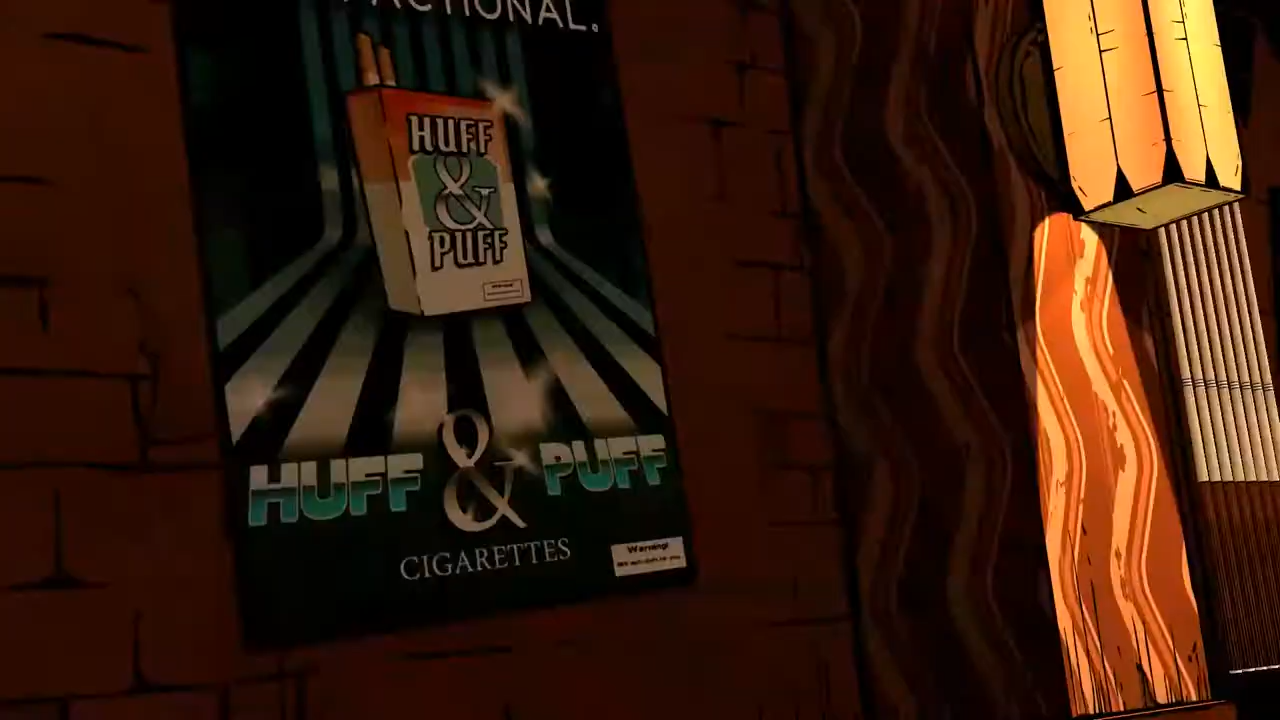 ACTIONAL.
HUFF
&
PUFF
HUFF & PUFF
CIGARETTES
Warning!